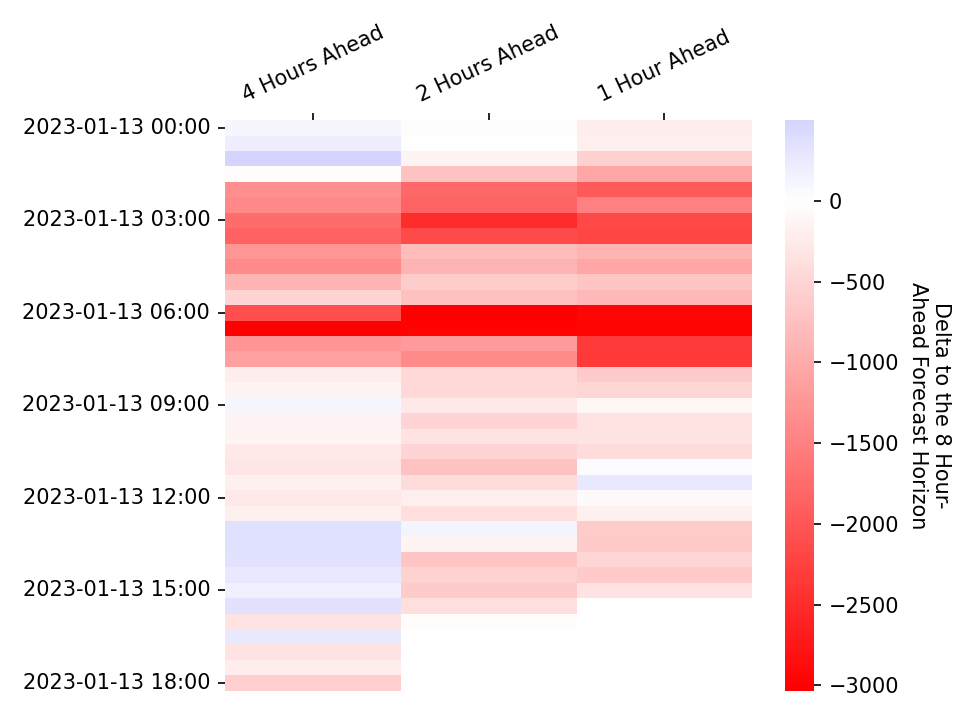 4 Hours Ahead
2 Hours Ahead
1 Hour Ahead
2023-01-13 00:00
2023-01-13 03:00
2023-01-13 06:00
2023-01-13 09:00
2023-01-13 12:00
2023-01-13 15:00
2023-01-13 18:00
0
−500
−1000
−1500
−2000
−2500
−3000
Delta to the 8 Hour-
Ahead Forecast Horizon